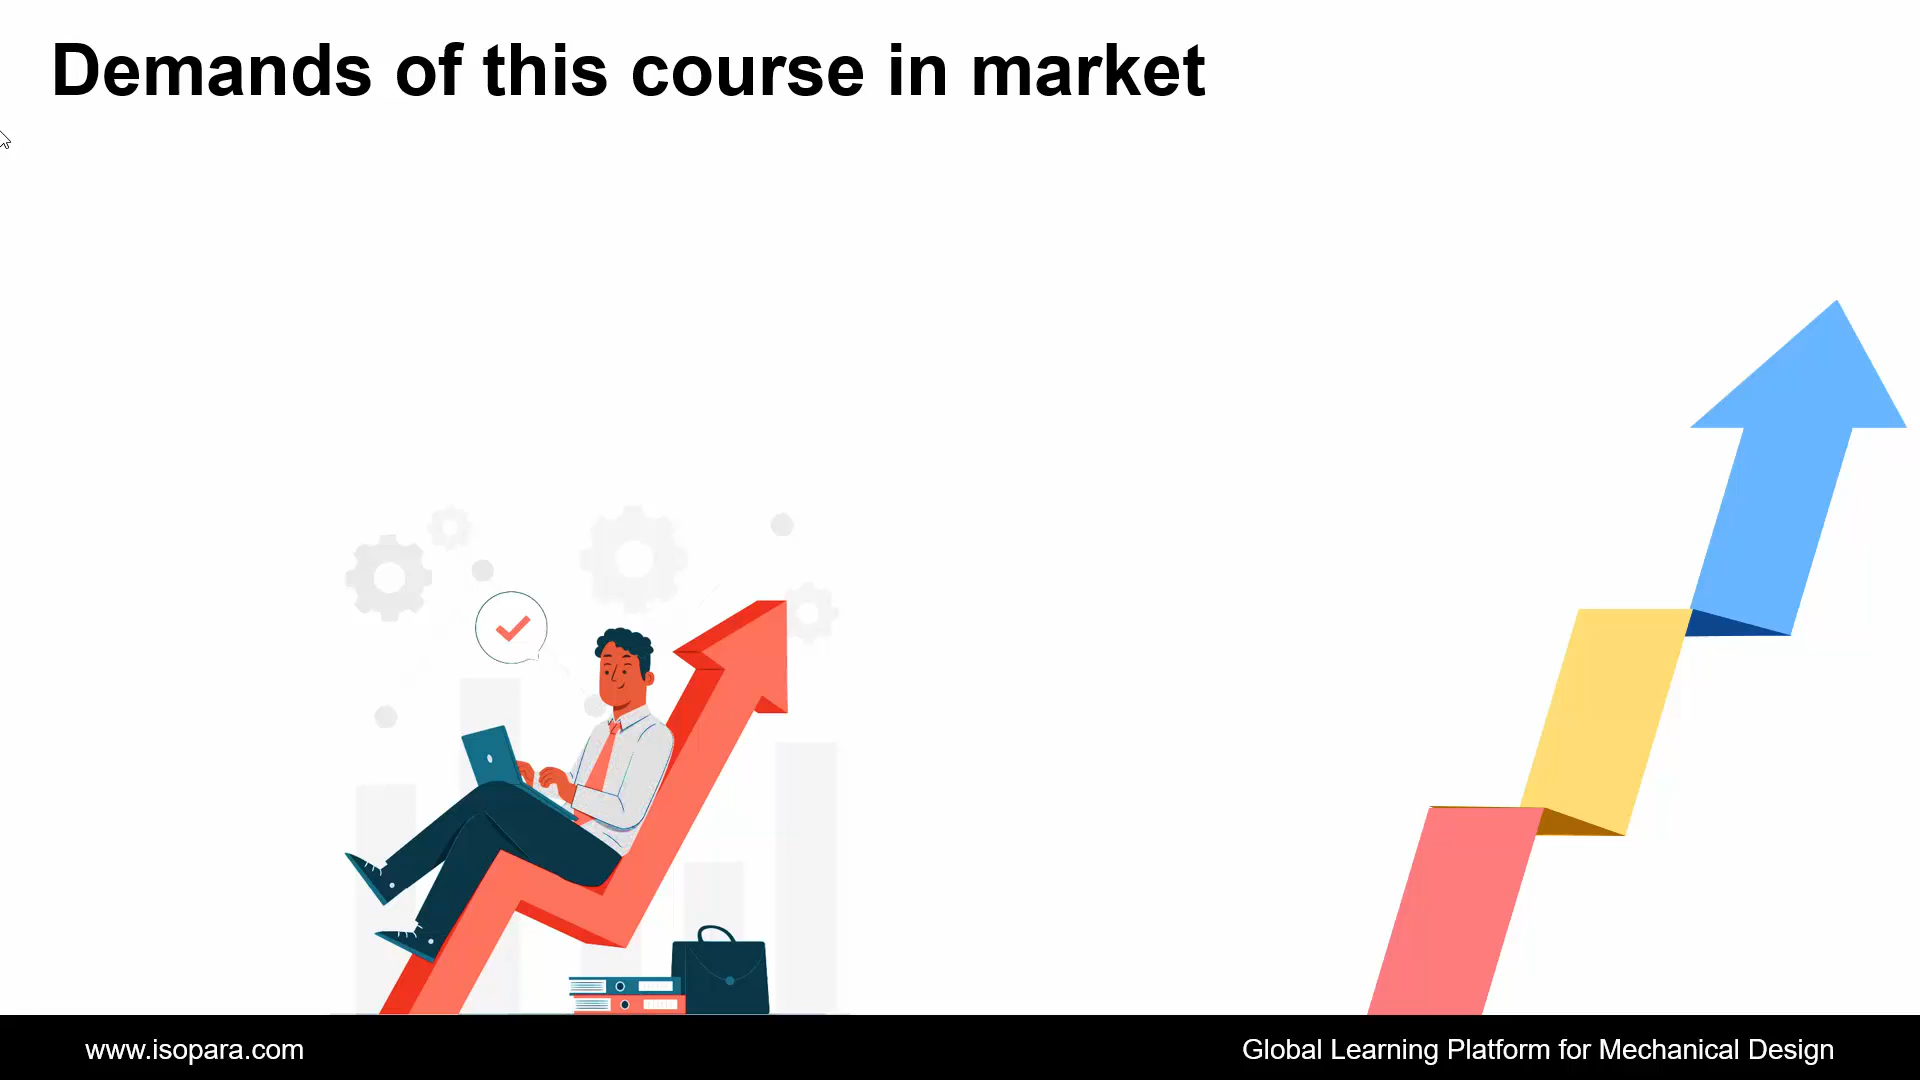 Demands of this course in market
www.isopara.com
Global Learning Platform for Mechanical Design